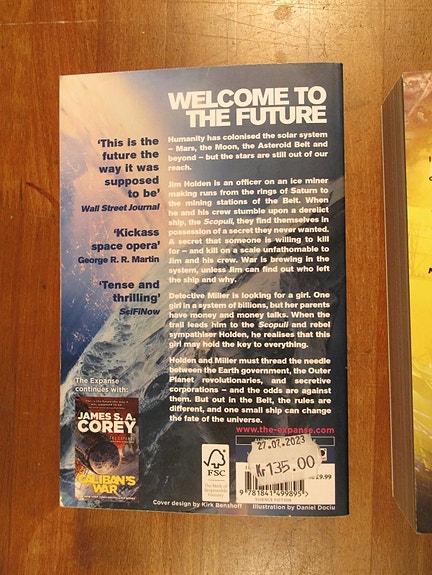 WELCOME TO
THE FUTURE
'This is the
future the
way it was
supposed
to be'
Wall Street Journal
'Kickass
space opera'
George R. R. Martin
'Tense and
thrilling'
SciFiNow
Humanity has colonised the solar system
– Mars, the Moon, the Asteroid Belt and
beyond – but the stars are still out of our
reach.
Jim Holden is an officer on an ice miner
making runs from the rings of Saturn to
the mining stations of the Belt. When
he and his crew stumble upon a derelict
ship, the Scopuli, they find themselves in
possession of a secret they never wanted.
A secret that someone is willing to kill
for – and kill on a scale unfathomable to
Jim and his crew. War is brewing in the
system, unless Jim can find out who left
the ship and why.
Detective Miller is looking for a girl. One
girl in a system of billions, but her parents
have money and money talks. When the
trail leads him to the Scopuli and rebel
sympathiser Holden, he realises that this
girl may hold the key to everything.
Holden and Miller must thread the needle
between the Earth government, the Outer
Planet revolutionaries, and secretive
corporations – and the odds are against
them. But out in the Belt, the rules are
different, and one small ship can change
the fate of the universe.
The Expanse
continues with:
JAMES S. A.
COREY
CALIBAN'S
WAR
www.the-expanse.com
27.07.2023
Kr135.00
£9.99
FSC
9781841499895
SCIENCE FICTION
Cover design by Kirk Benshoff Illustration by Daniel Dociu